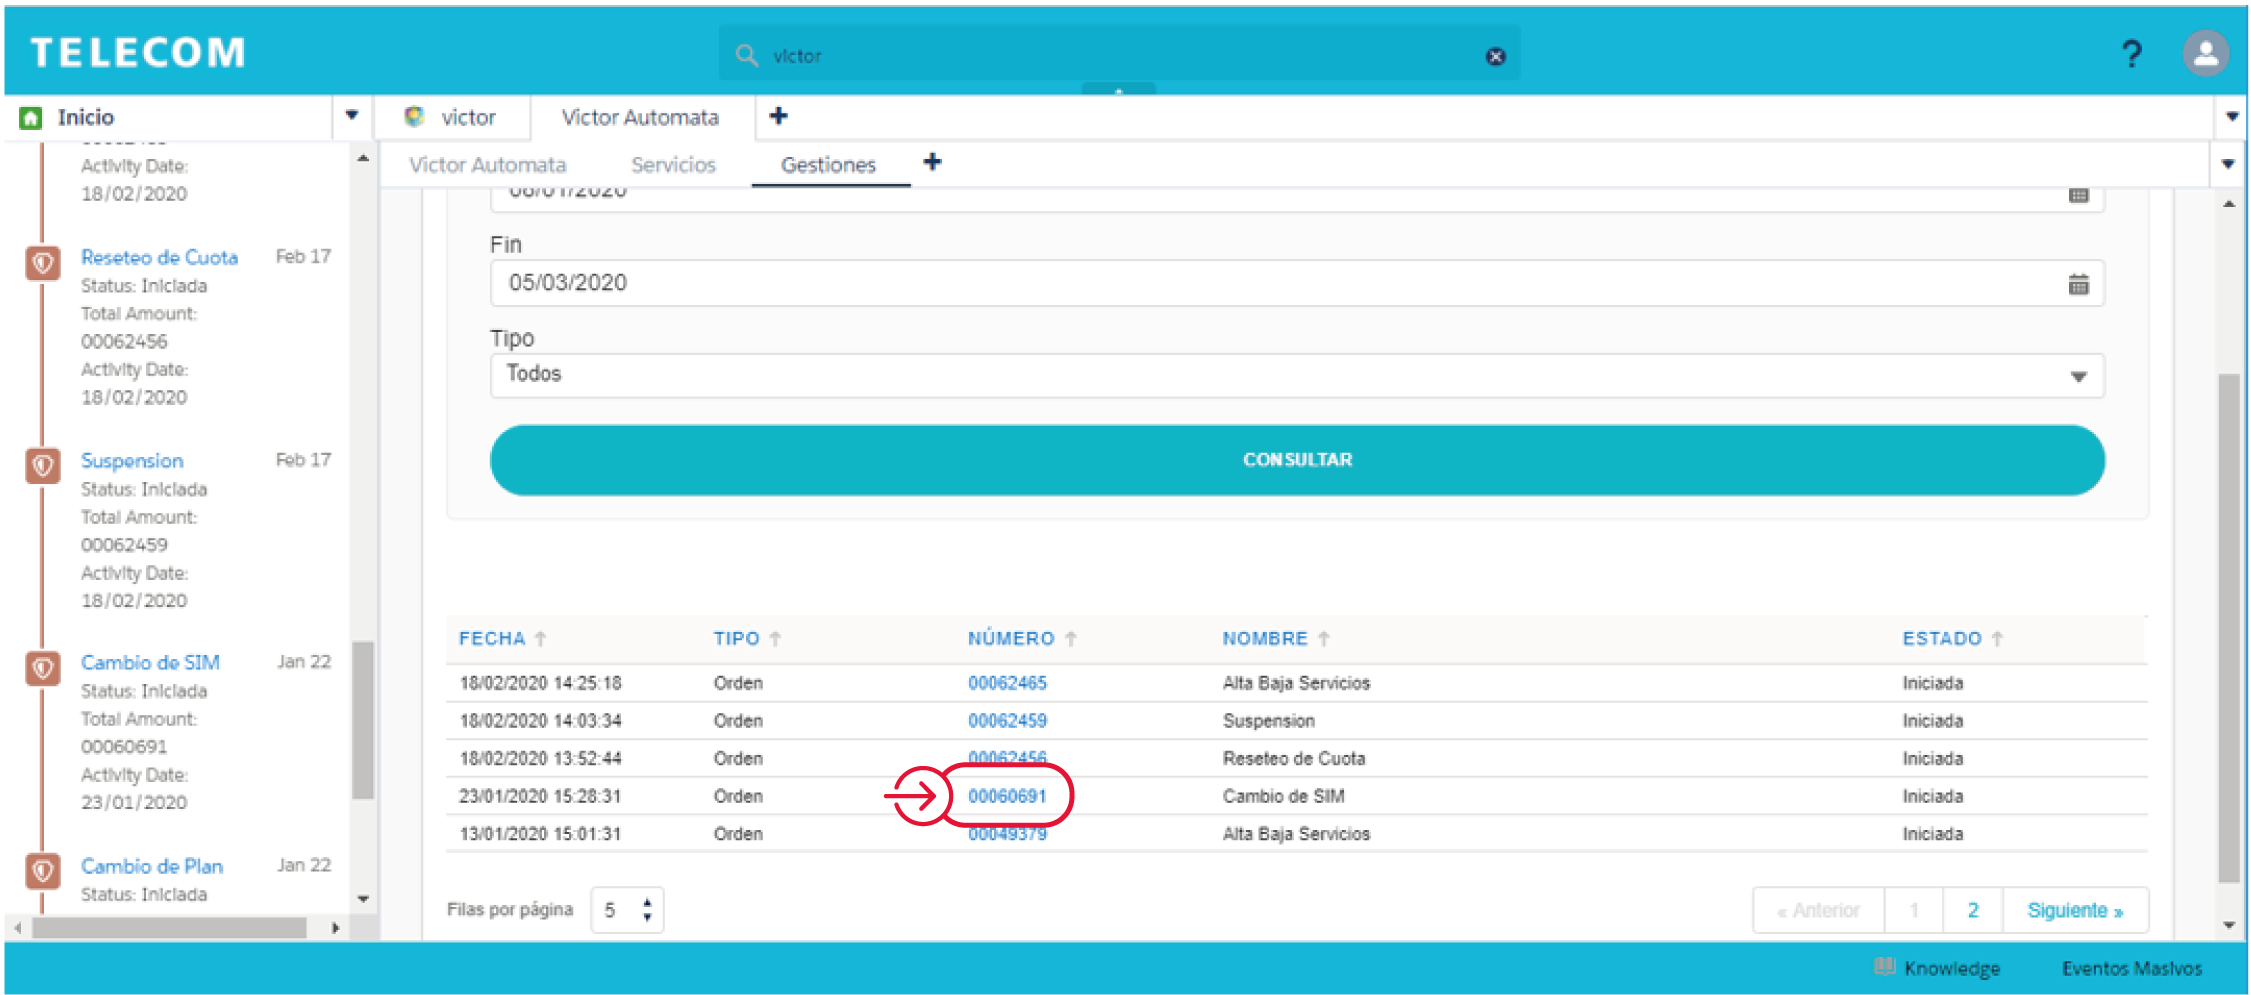 TELECOM
victor
?
Inicio
victor
Victor Automata
Victor Automata
Servicios
Gestiones
Activity Date:
18/02/2020
Reseteo de Cuota
Feb 17
Status: Iniciada
Total Amount:
00062456
Activity Date:
18/02/2020
Suspension
Feb 17
Status: Iniciada
Total Amount:
00062459
Activity Date:
18/02/2020
Cambio de SIM
Jan 22
Status: Iniciada
Total Amount:
00060691
Activity Date:
23/01/2020
Cambio de Plan
Jan 22
Status: Iniciada
Fin
05/03/2020
Tipo
Todos
CONSULTAR
FECHA TIPO NÚMERO NOMBRE ESTADO
18/02/2020 14:25:18 Orden 00062465 Alta Baja Servicios Iniciada
18/02/2020 14:03:34 Orden 00062459 Suspension Iniciada
18/02/2020 13:52:44 Orden 00062456 Reseteo de Cuota Iniciada
23/01/2020 15:28:31 Orden 00060691 Cambio de SIM Iniciada
13/01/2020 15:01:31 Orden 00049379 Alta Baja Servicios Iniciada
Filas por página 5
« Anterior 1 2 Siguiente »
Knowledge Eventos Masivos